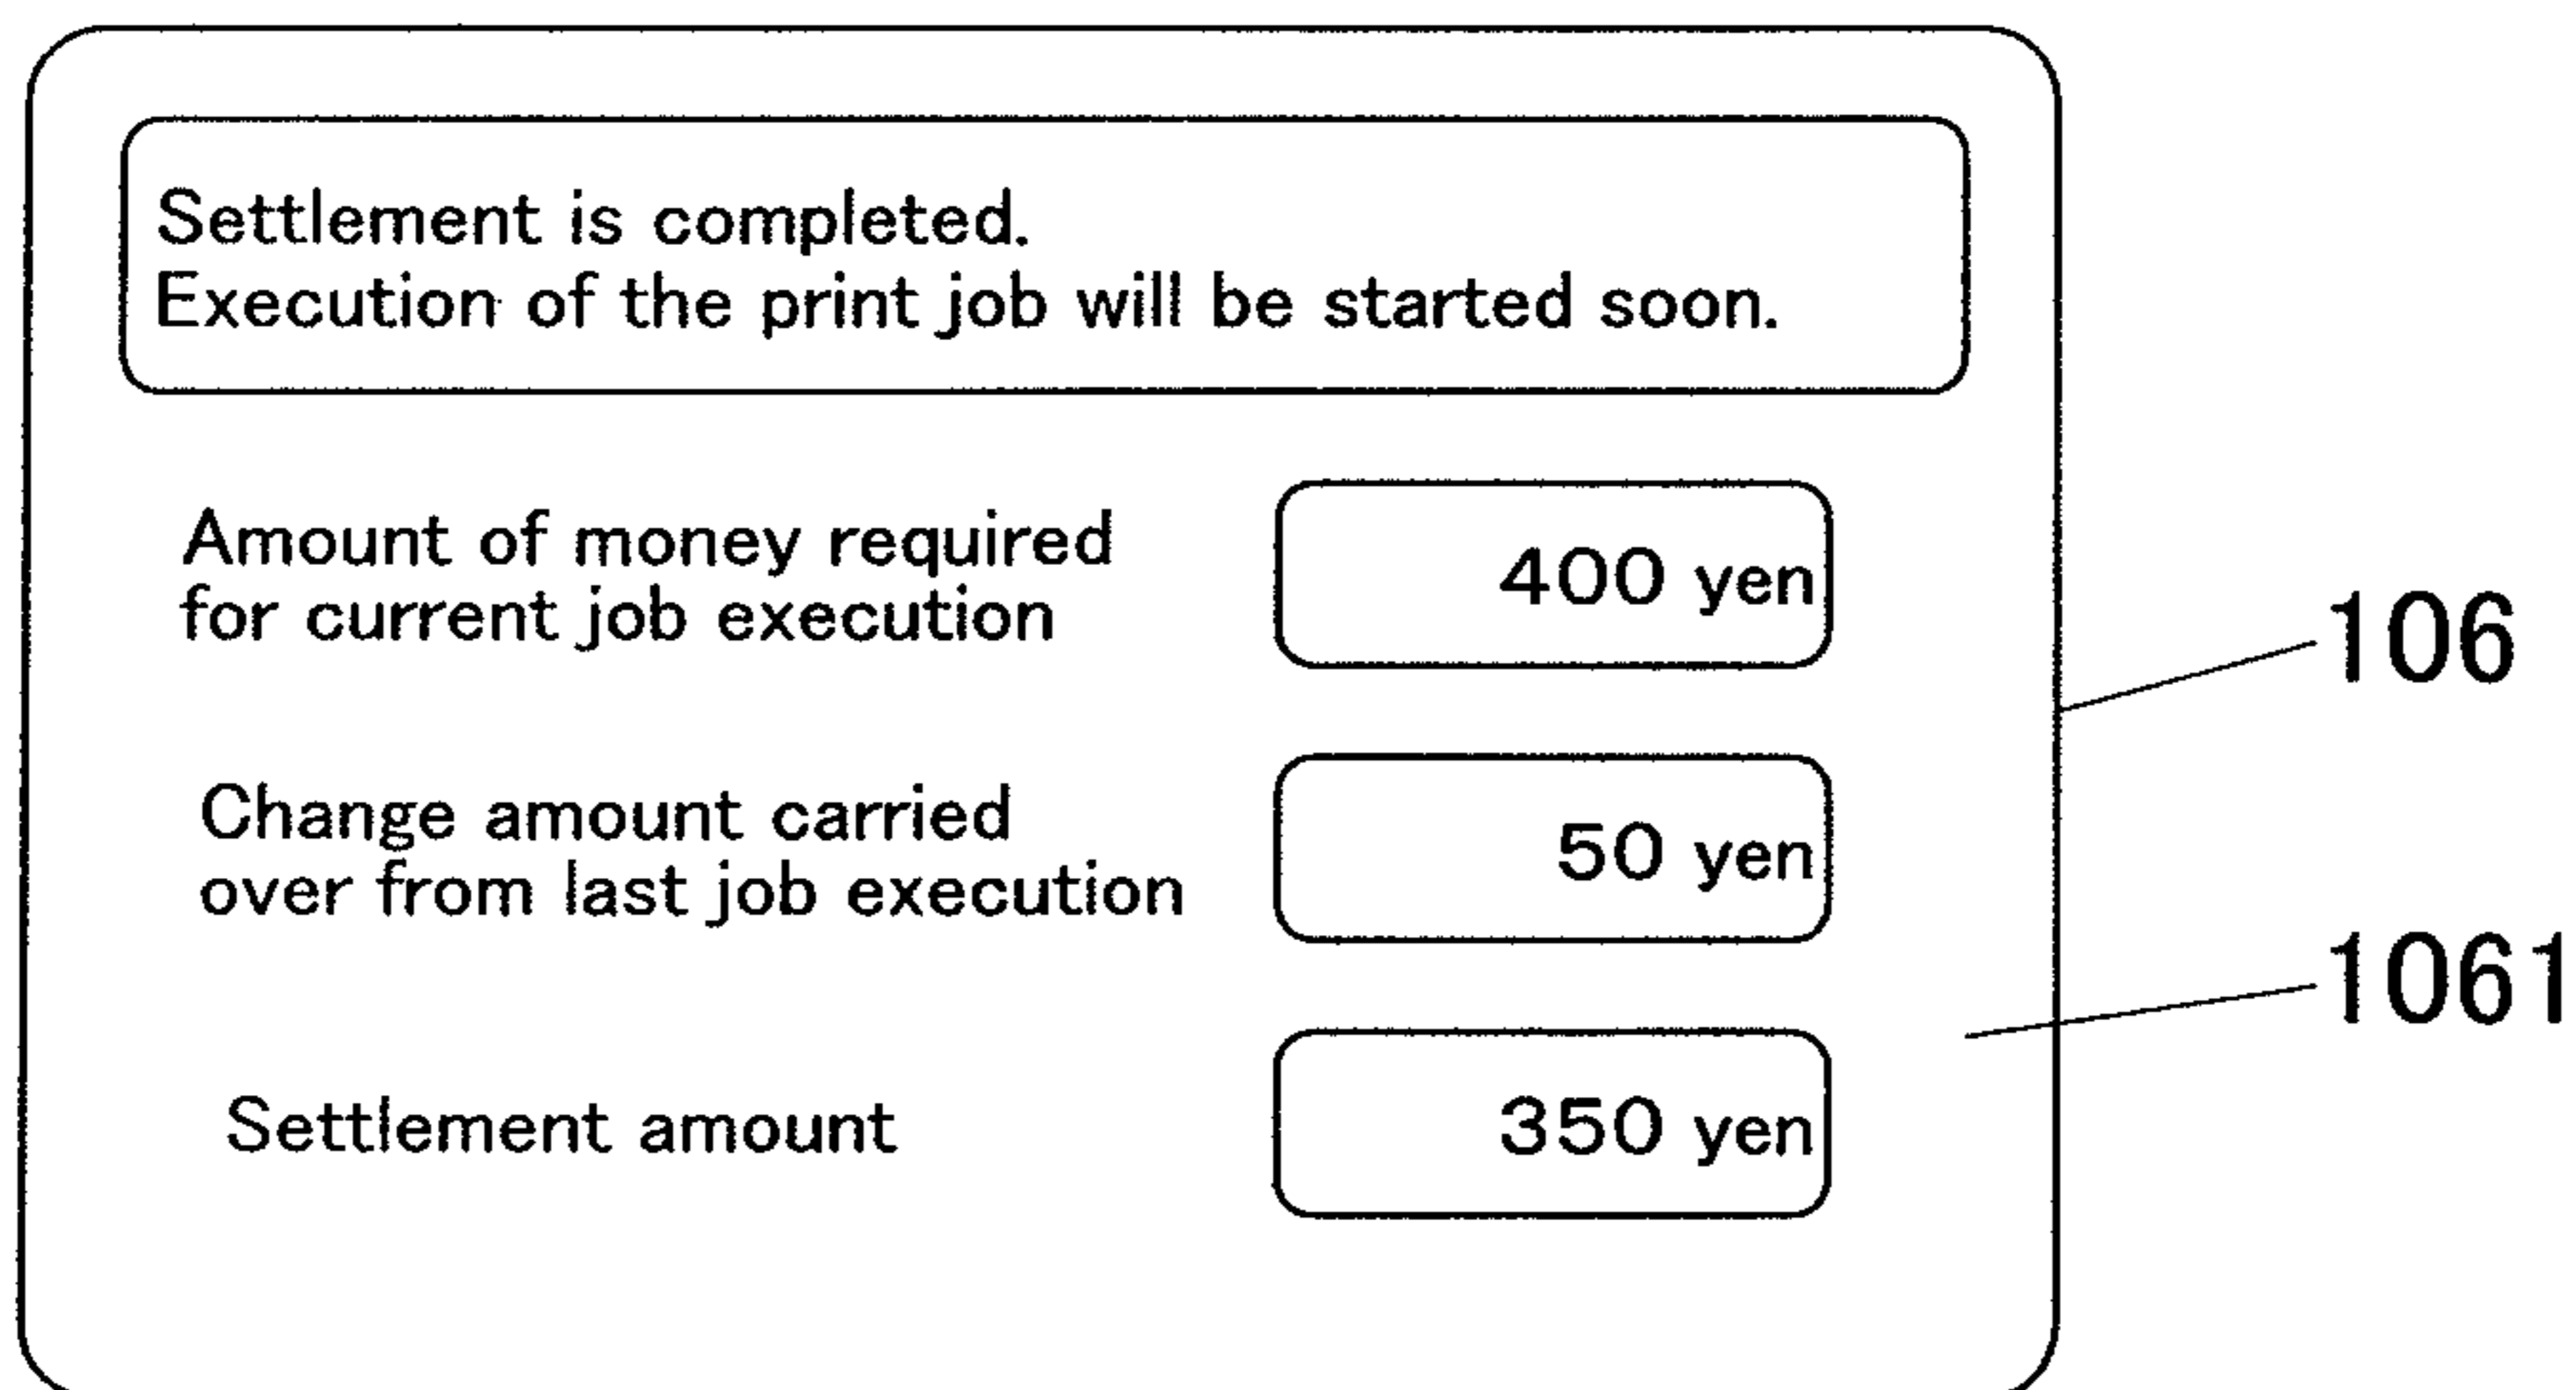 Settlement is completed.
Execution of the print job will be started soon.
Amount of money required
for current job execution
400 yen
106
Change amount carried
over from last job execution
50 yen
1061
Settlement amount
350 yen